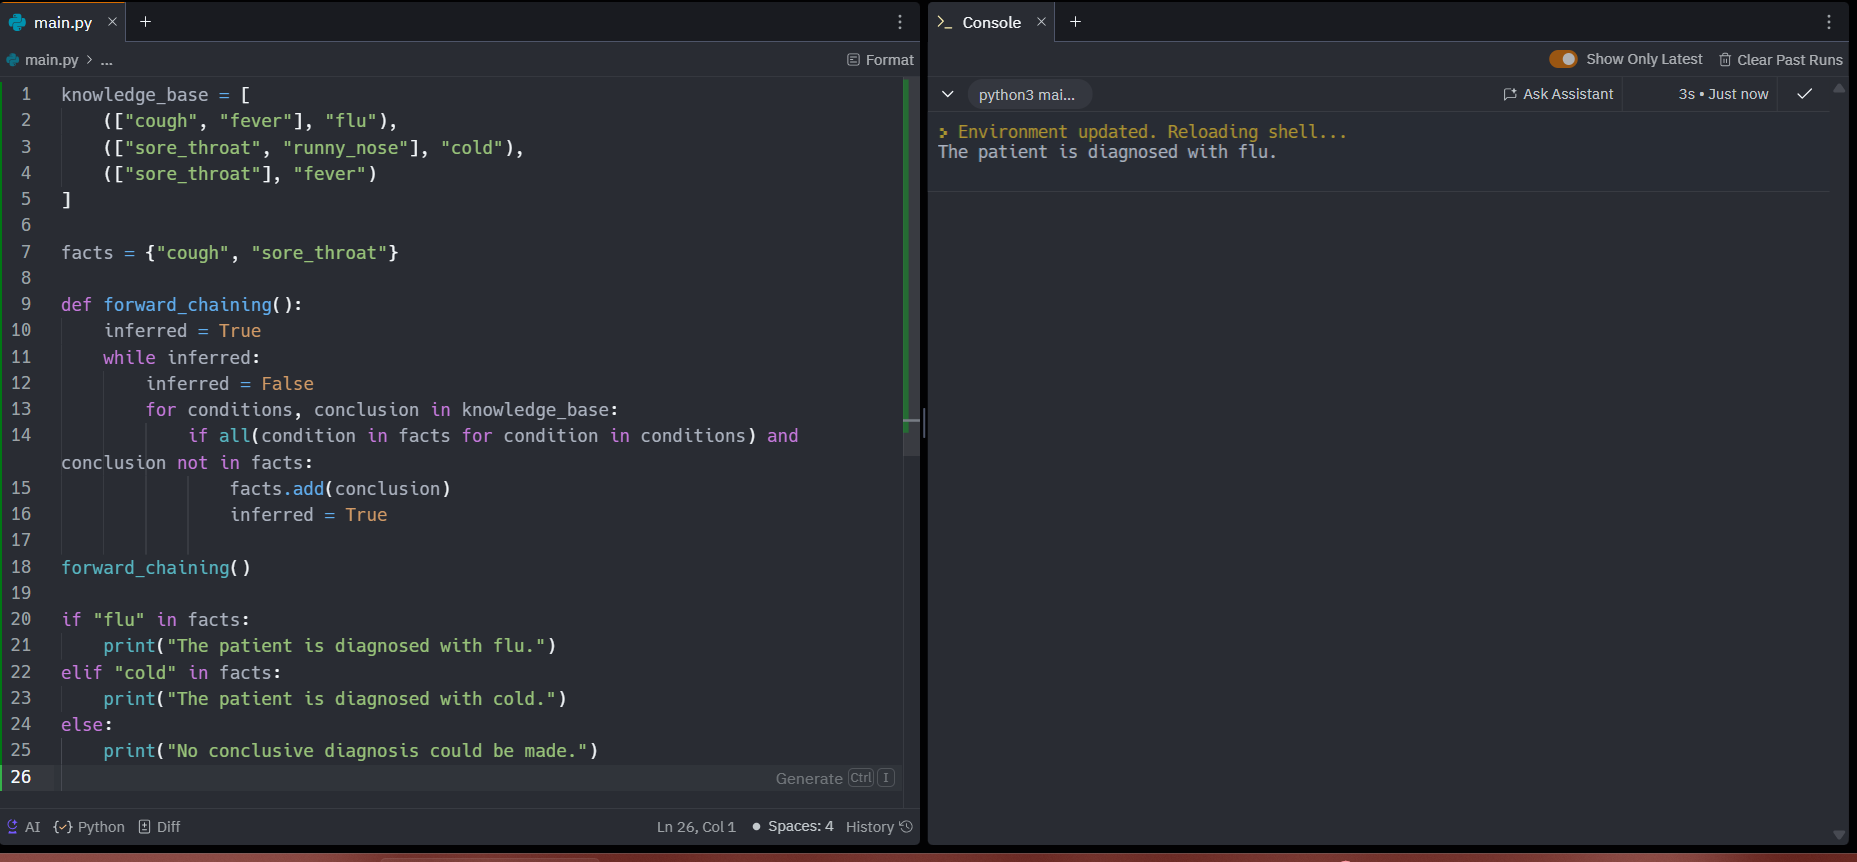 main.py
main.py > ...
Format
1 knowledge_base = [
2     (["cough", "fever"], "flu"),
3     (["sore_throat", "runny_nose"], "cold"),
4     (["sore_throat"], "fever")
5 ]
6
7 facts = {"cough", "sore_throat"}
8
9 def forward_chaining():
10     inferred = True
11     while inferred:
12         inferred = False
13         for conditions, conclusion in knowledge_base:
14             if all(condition in facts for condition in conditions) and
conclusion not in facts:
15                 facts.add(conclusion)
16                 inferred = True
17
18 forward_chaining()
19
20 if "flu" in facts:
21     print("The patient is diagnosed with flu.")
22 elif "cold" in facts:
23     print("The patient is diagnosed with cold.")
24 else:
25     print("No conclusive diagnosis could be made.")
26
Generate Ctrl I
AI Python Diff Ln 26, Col 1 • Spaces: 4 History
Console
Show Only Latest Clear Past Runs
python3 mai... Ask Assistant 3s • Just now
Environment updated. Reloading shell...
The patient is diagnosed with flu.